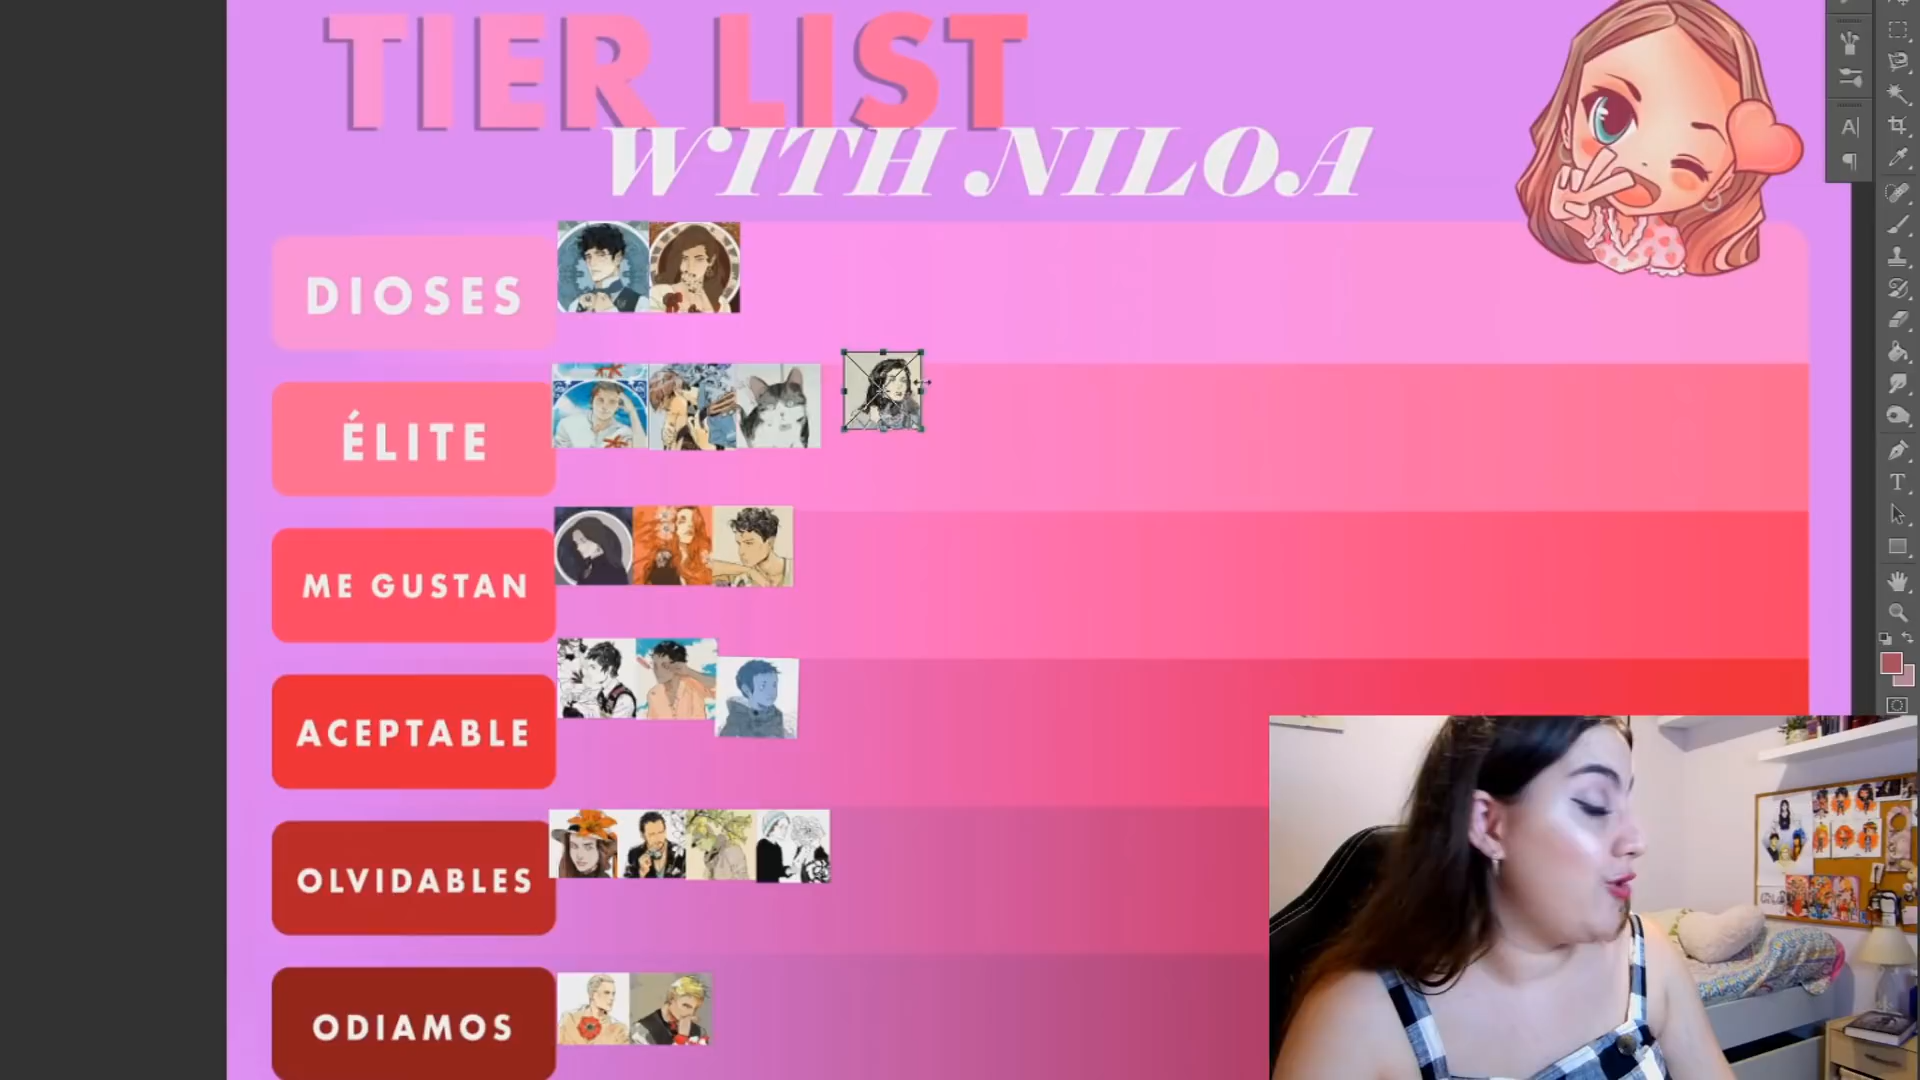 TIER LIST
WITH NILOA
DIOSES
ÉLITE
ME GUSTAN
ACEPTABLE
OLVIDABLES
ODIAMOS